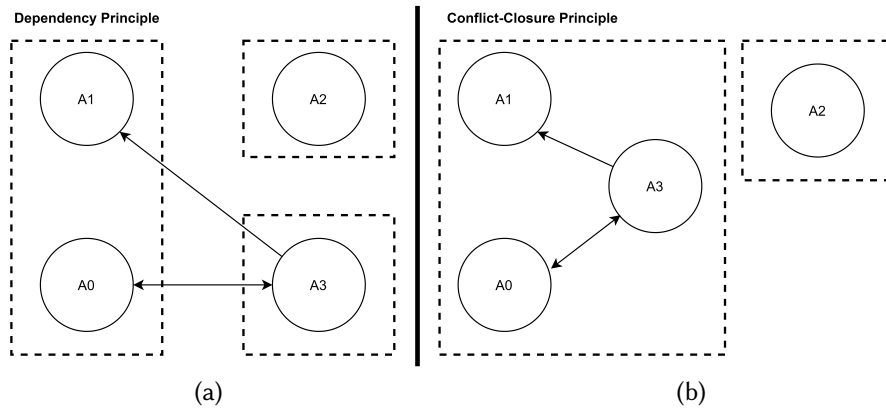 Dependency Principle
A1
A2
A0
A3
(a)
Conflict-Closure Principle
A1
A2
A3
A0
(b)